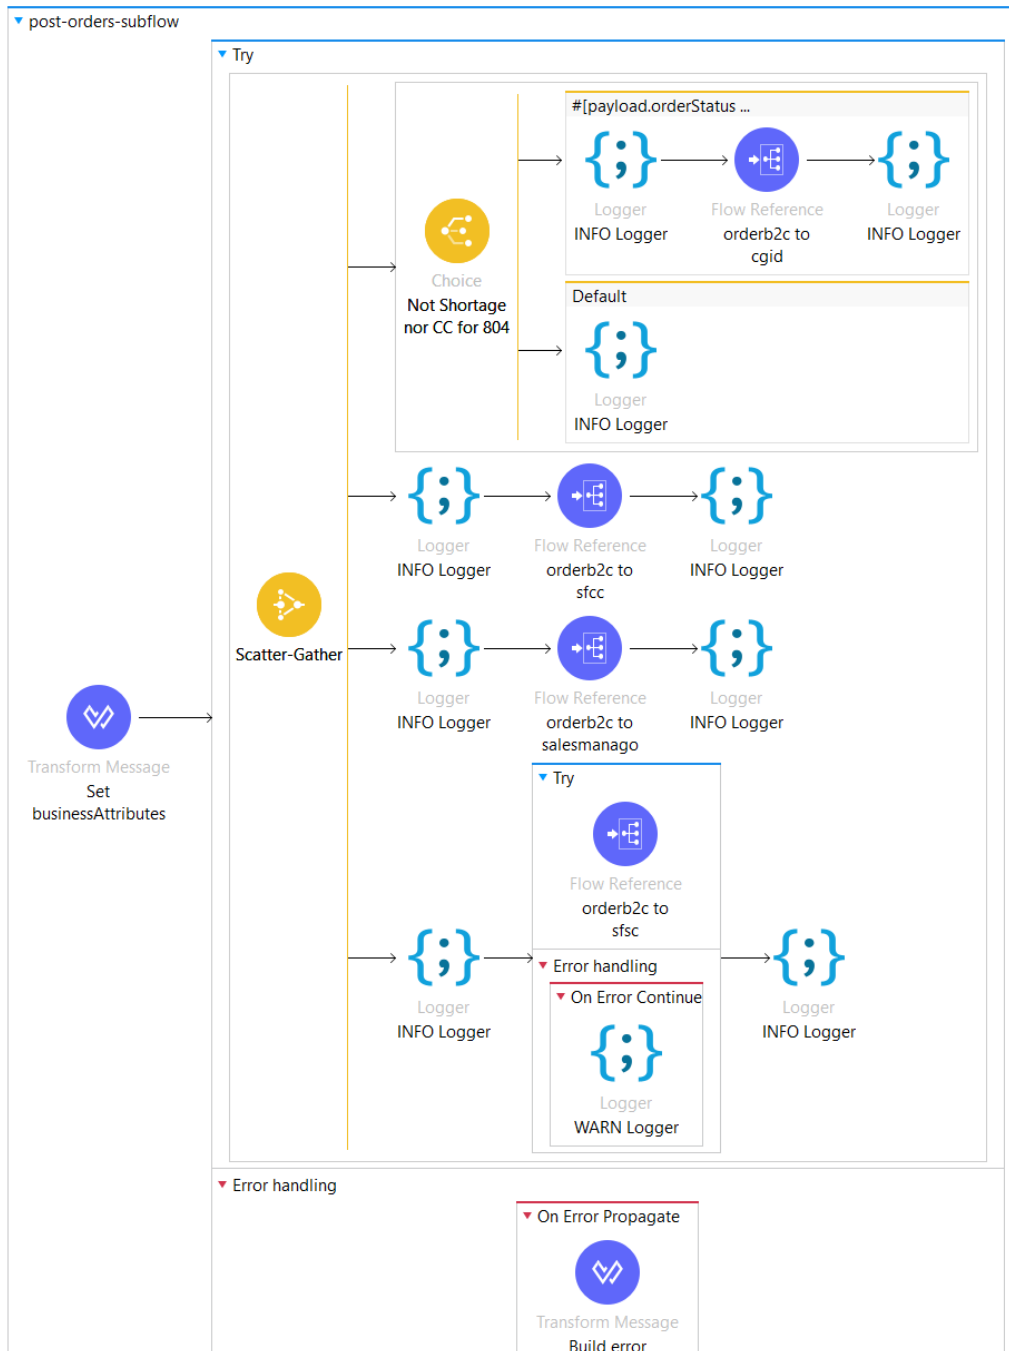 post-orders-subflow
Try
#[payload.orderStatus ...
Logger
INFO Logger
Flow Reference
orderb2c to
cgid
Logger
INFO Logger
Choice
Not Shortage
nor CC for 804
Default
Logger
INFO Logger
Logger
INFO Logger
Flow Reference
orderb2c to
sfcc
Logger
INFO Logger
Scatter-Gather
Logger
INFO Logger
Flow Reference
orderb2c to
salesmanago
Logger
INFO Logger
Transform Message
Set
businessAttributes
Try
Flow Reference
orderb2c to
sfsc
Logger
INFO Logger
Error handling
On Error Continue
Logger
WARN Logger
Logger
INFO Logger
Error handling
On Error Propagate
Transform Message
Build error